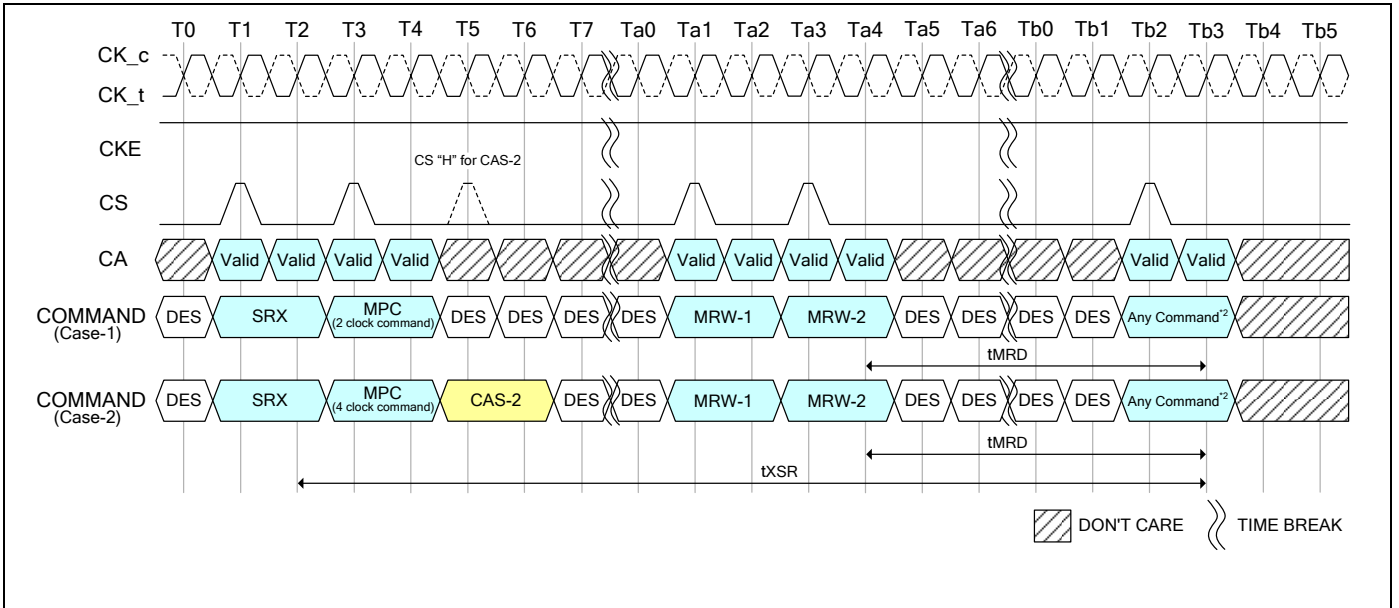 T0 T1 T2 T3 T4 T5 T6 T7 Ta0 Ta1 Ta2 Ta3 Ta4 Ta5 Ta6 Tb0 Tb1 Tb2 Tb3 Tb4 Tb5
CK_c
CK_t
CKE
CS "H" for CAS-2
CS
CA Valid Valid Valid Valid Valid Valid Valid Valid Valid Valid
COMMAND
(Case-1)
DES SRX MPC
(2 clock command)
DES DES DES DES MRW-1 MRW-2 DES DES DES DES Any Command*2
tMRD
COMMAND
(Case-2)
DES SRX MPC
(4 clock command)
CAS-2 DES DES MRW-1 MRW-2 DES DES DES DES Any Command*2
tMRD
tXSR
DON'T CARE TIME BREAK